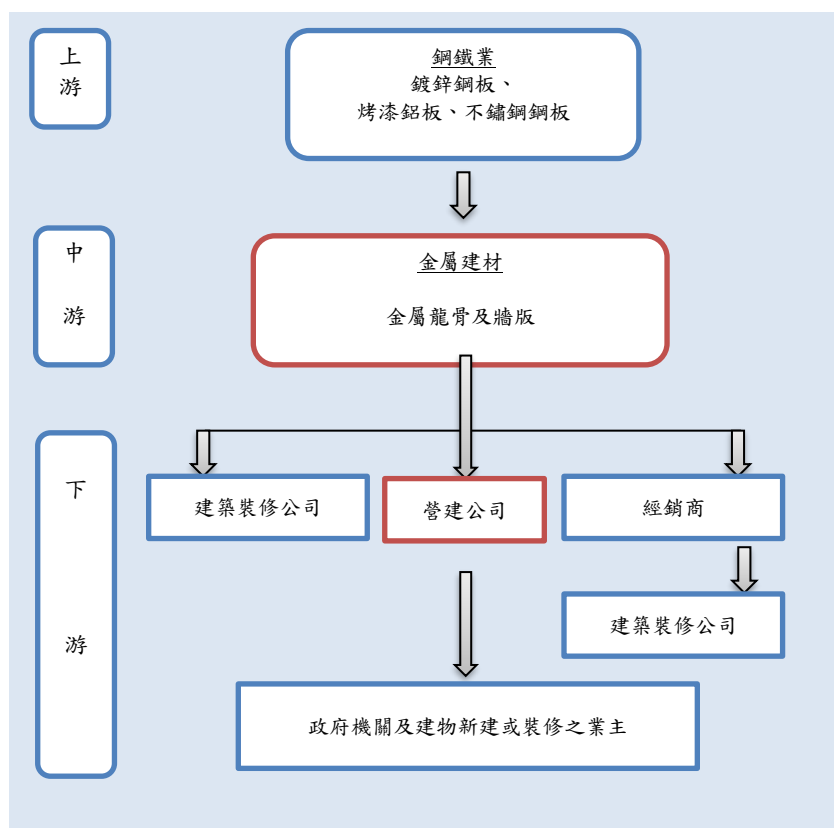 上
游
鋼鐵業
鍍鋅鋼板、
烤漆鋁板、不鏽鋼鋼板
中
游
金屬建材
金屬龍骨及牆版
下
游
建築裝修公司
營建公司
經銷商
建築裝修公司
政府機關及建物新建或裝修之業主